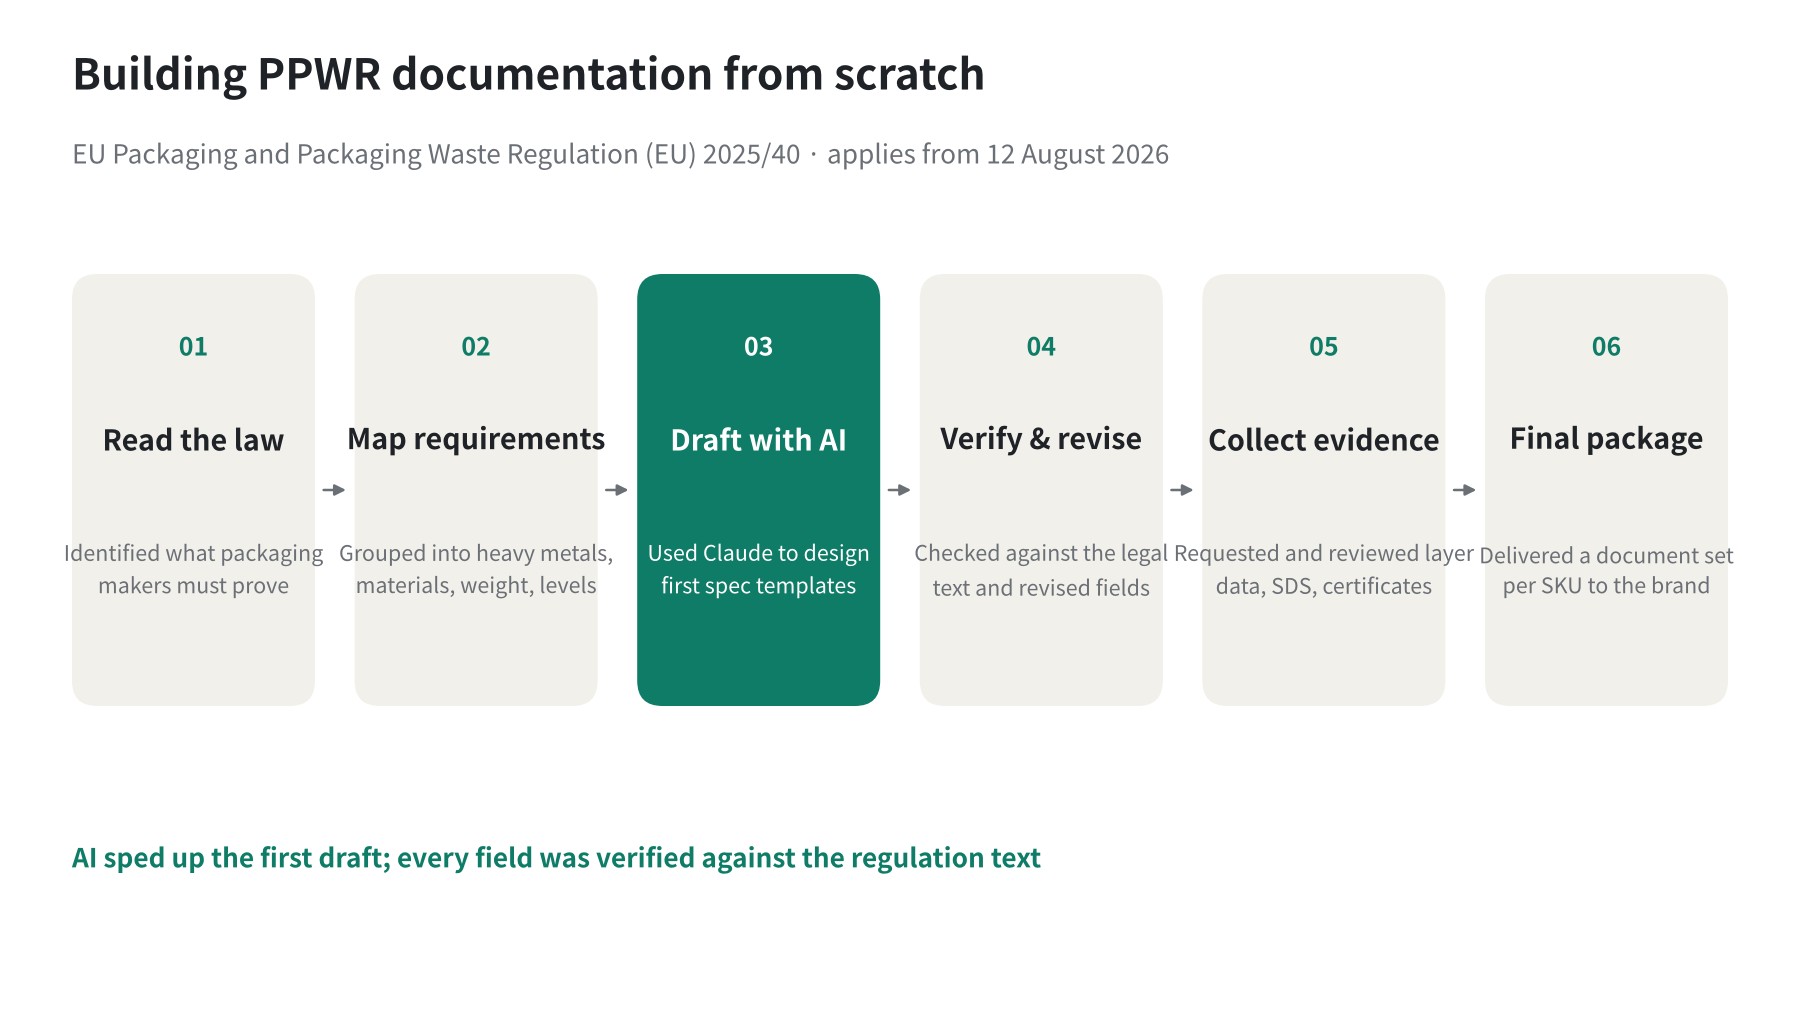 Building PPWR documentation from scratch
EU Packaging and Packaging Waste Regulation (EU) 2025/40 · applies from 12 August 2026
01
Read the law
Identified what packaging
makers must prove
02
Map requirements
Grouped into heavy metals,
materials, weight, levels
03
Draft with AI
Used Claude to design
first spec templates
04
Verify & revise
Checked against the legal
text and revised fields
05
Collect evidence
Requested and reviewed layer
data, SDS, certificates
06
Final package
Delivered a document set
per SKU to the brand
AI sped up the first draft; every field was verified against the regulation text